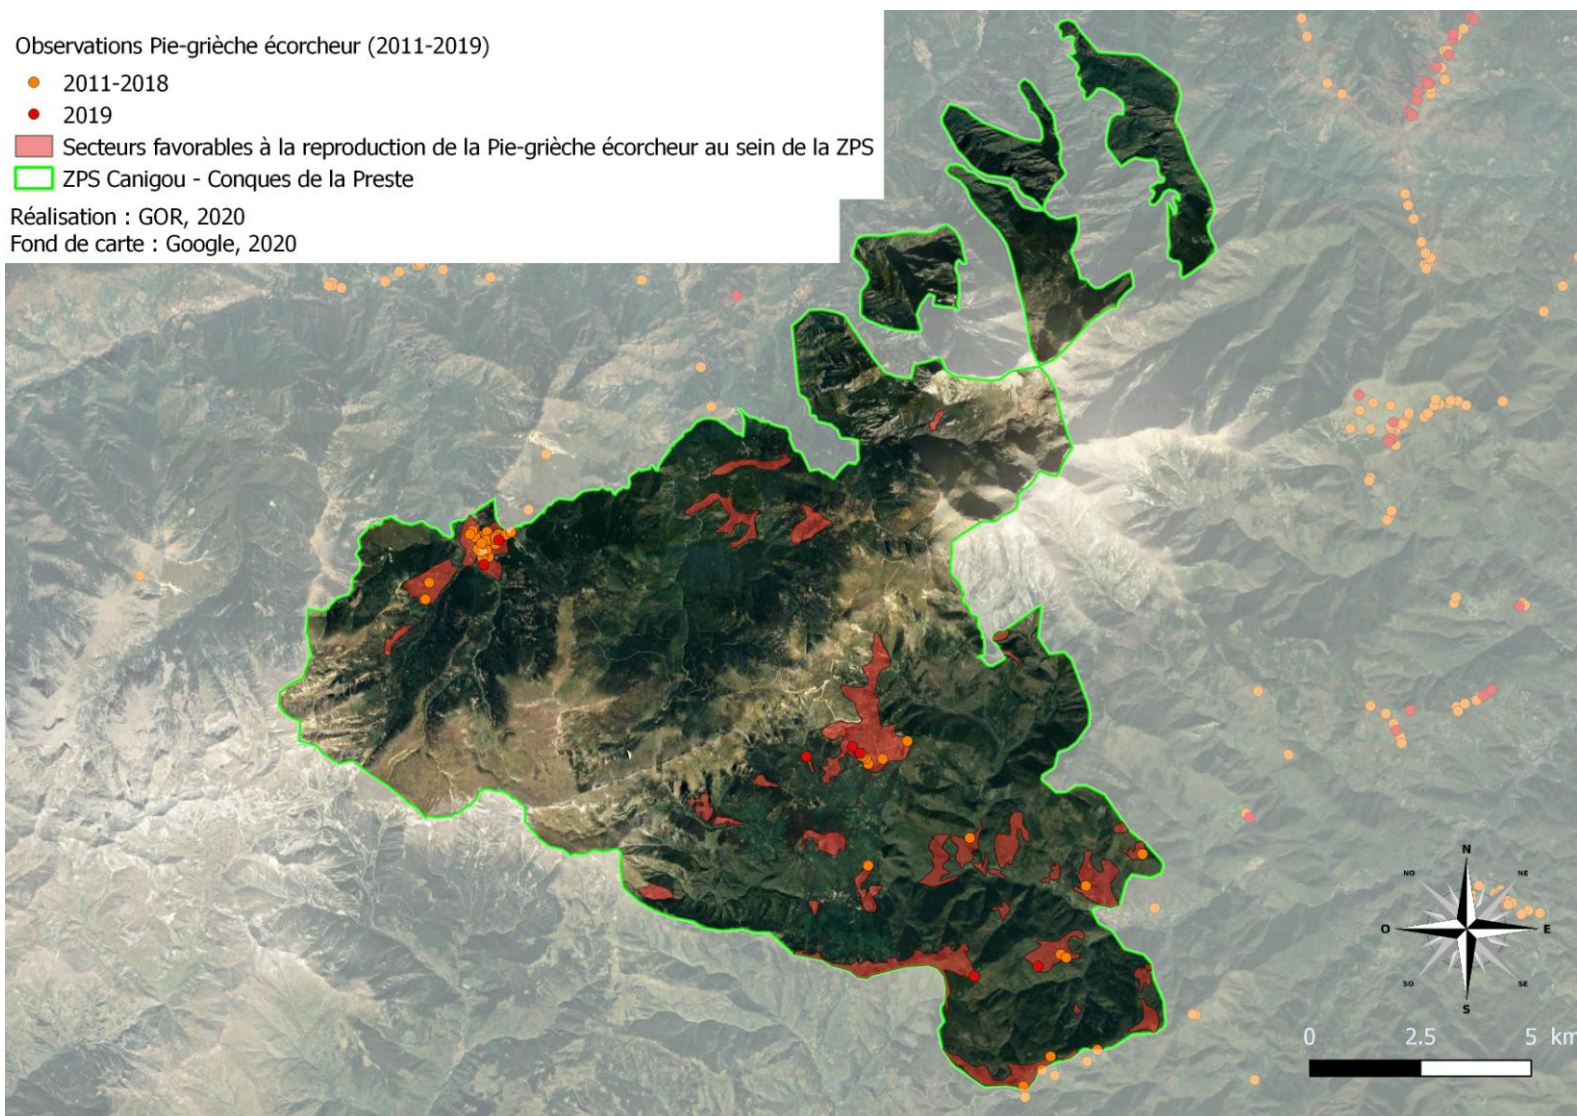 Observations Pie-grièche écorcheur (2011-2019)
2011-2018
2019
Secteurs favorables à la reproduction de la Pie-grièche écorcheur au sein de la ZPS
ZPS Canigou - Conques de la Preste
Réalisation : GOR, 2020
Fond de carte : Google, 2020
N
NO
NE
O
E
SO
SE
S
0
2.5
5 km